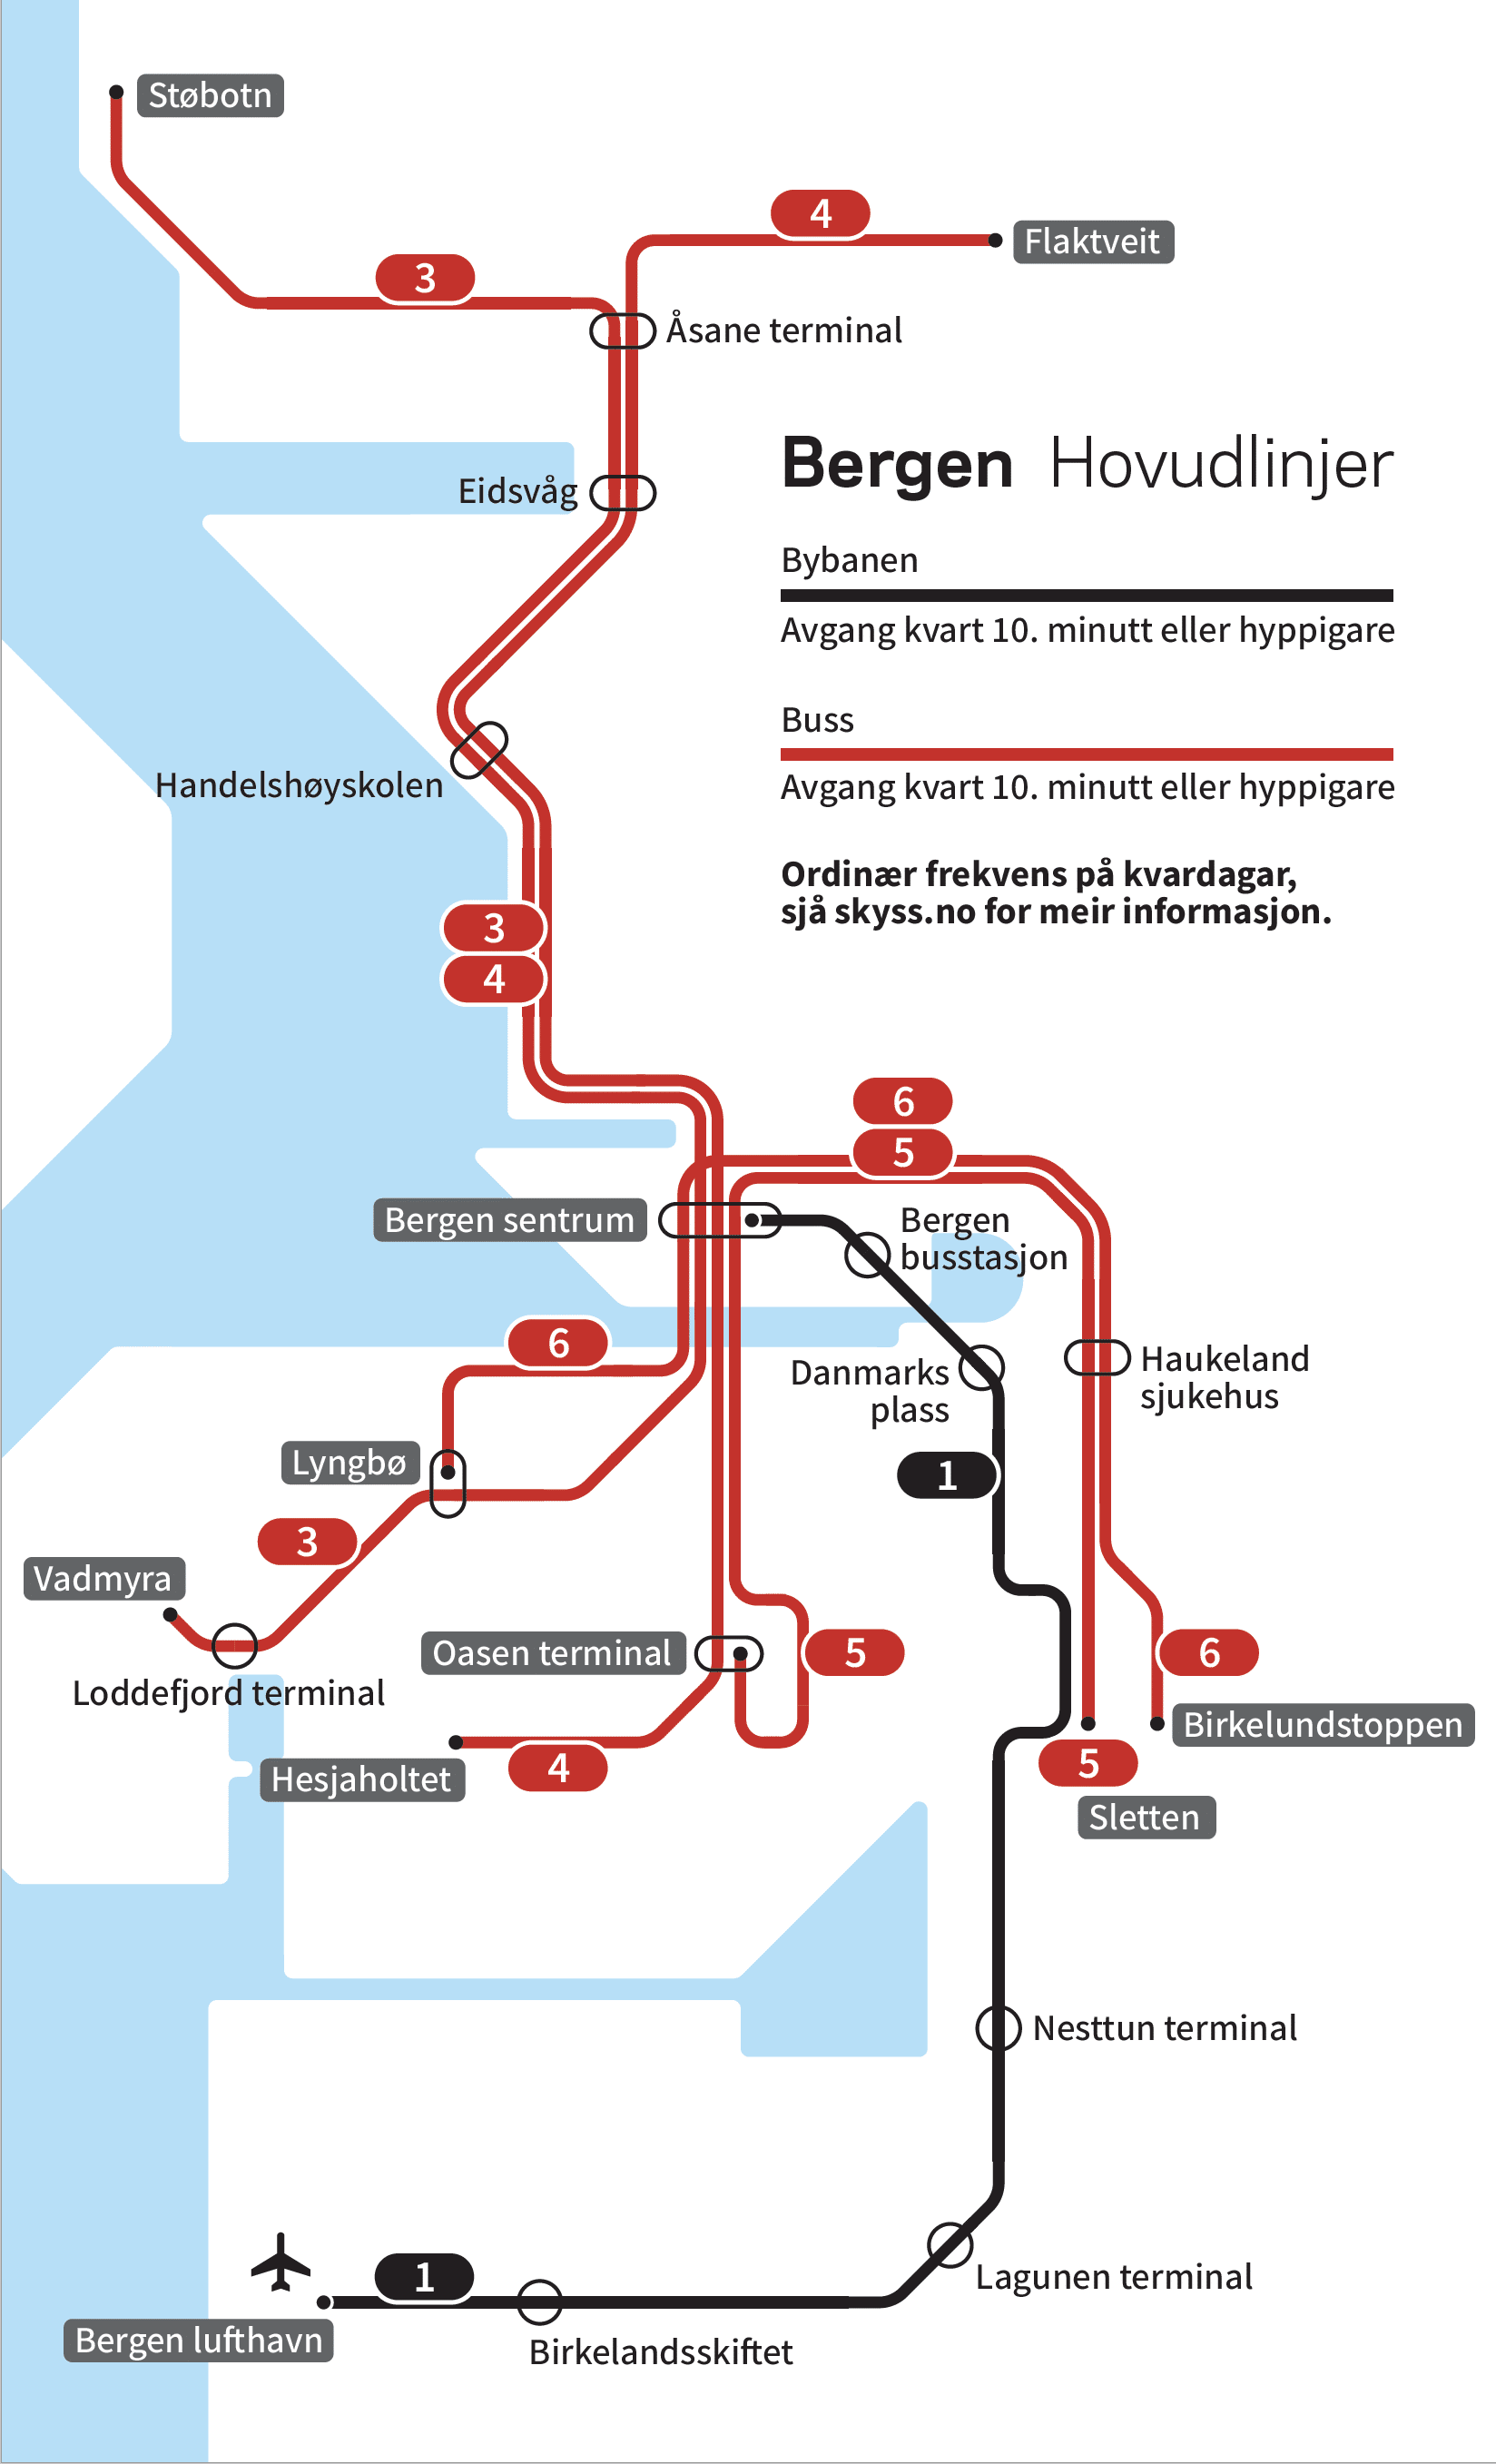 Støbotn
4
Flaktveit
3
Åsane terminal
Bergen Hovudlinjer
Eidsvåg
Bybanen
Avgang kvart 10. minutt eller hyppigare
Buss
Handelshøyskolen
Avgang kvart 10. minutt eller hyppigare
Ordinær frekvens på kvardagar,
sjå skyss.no for meir informasjon.
3
4
6
5
Bergen sentrum
Bergen
busstasjon
6
Danmarks
plass
Haukeland
sjukehus
Lyngbø
1
3
Vadmyra
Oasen terminal
5
6
Loddefjord terminal
Birkelundstoppen
4
5
Hesjaholtet
Sletten
Nesttun terminal
1
Lagunen terminal
Bergen lufthavn
Birkelandsskiftet